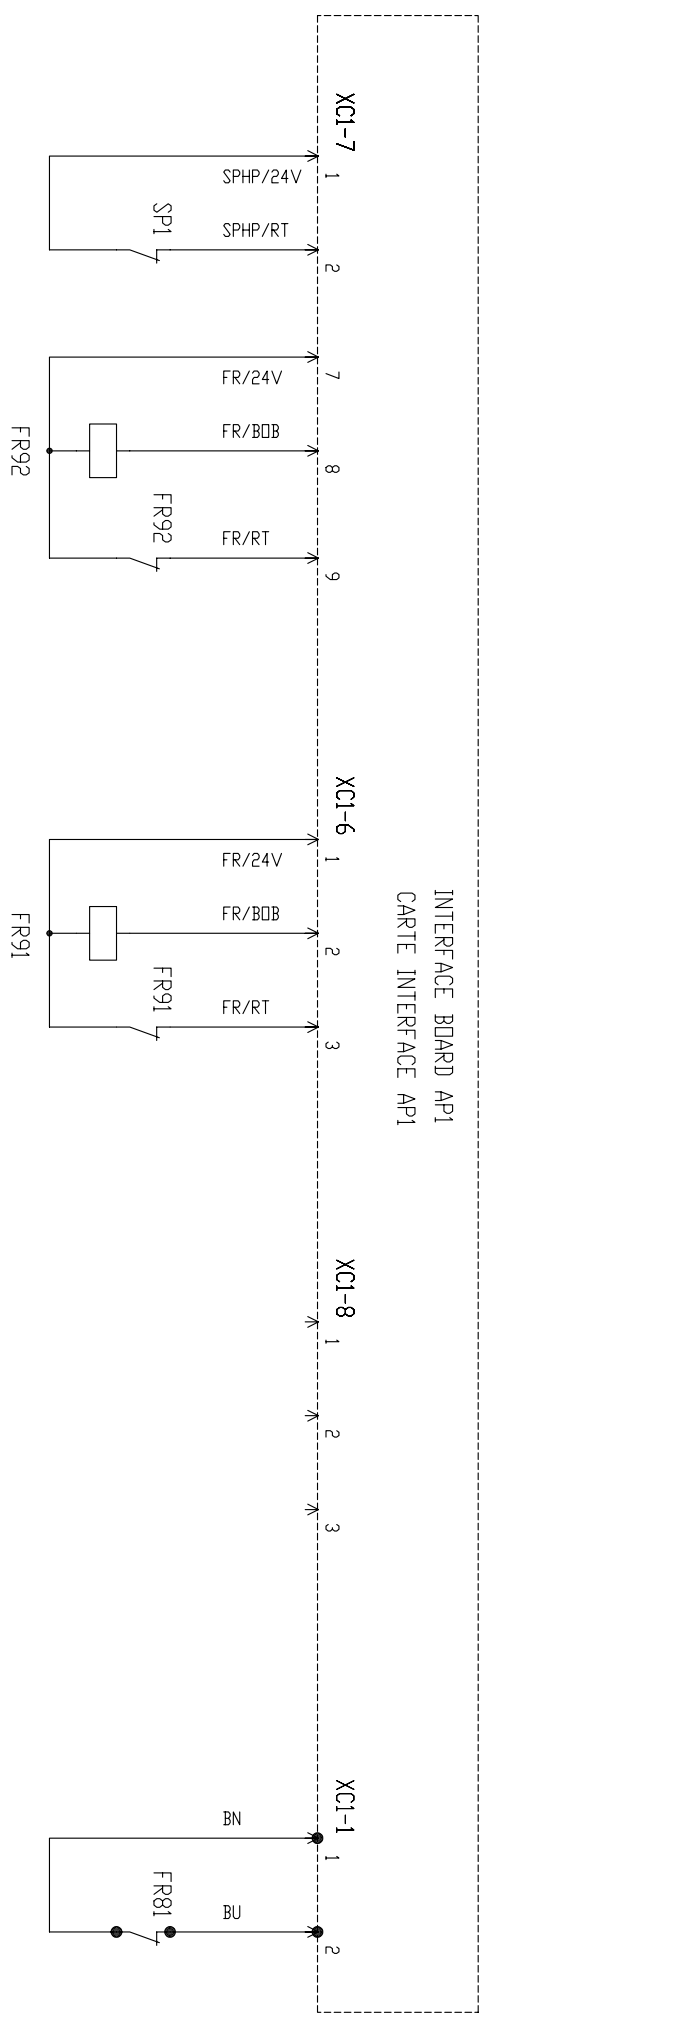 XC1-7
SPHP/24V
1
SP1
SPHP/RT
2
FR/24V
7
FR92
FR/BOB
8
FR92
FR/RT
9
XC1-6
FR/24V
1
FR91
FR/BOB
2
FR91
FR/RT
3
INTERFACE BOARD AP1
CARTE INTERFACE AP1
XC1-8
1
2
3
XC1-1
BN
1
FR81
BU
2